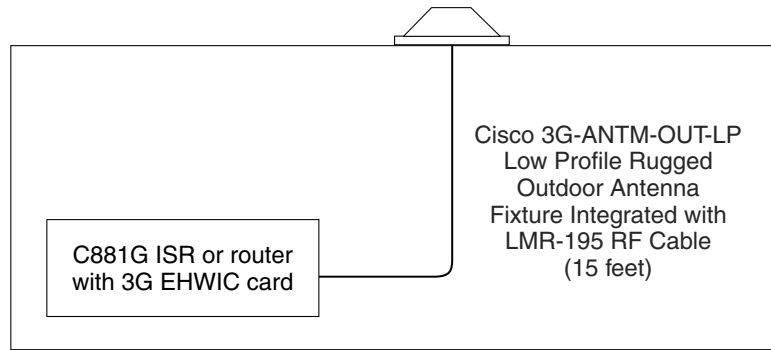 Cisco 3G-ANTM-OUT-LP
Low Profile Rugged
Outdoor Antenna
Fixture Integrated with
LMR-195 RF Cable
(15 feet)
C881G ISR or router
with 3G EHWIC card